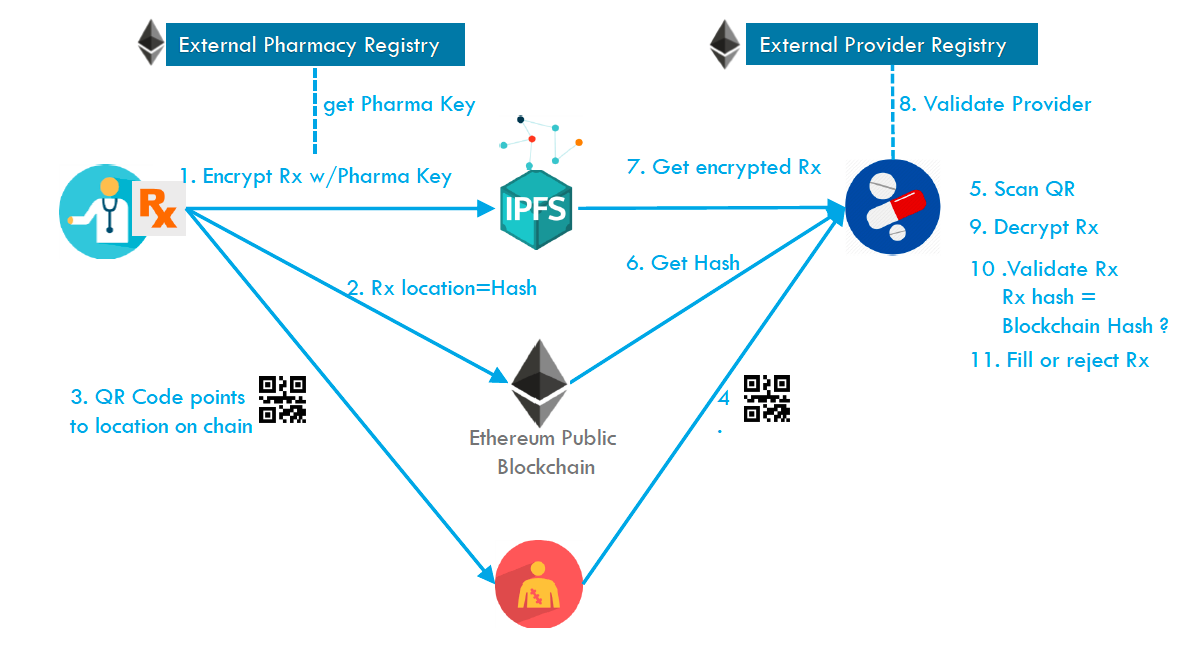 External Pharmacy Registry
External Provider Registry
get Pharma Key
8. Validate Provider
1. Encrypt Rx w/Pharma Key
Rx
IPFS
7. Get encrypted Rx
5. Scan QR
9. Decrypt Rx
10 .Validate Rx
Rx hash =
Blockchain Hash ?
11. Fill or reject Rx
6. Get Hash
2. Rx location=Hash
3. QR Code points
to location on chain
4
.
Ethereum Public
Blockchain